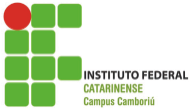 INSTITUTO FEDERAL
CATARINENSE
Campus Camboriú